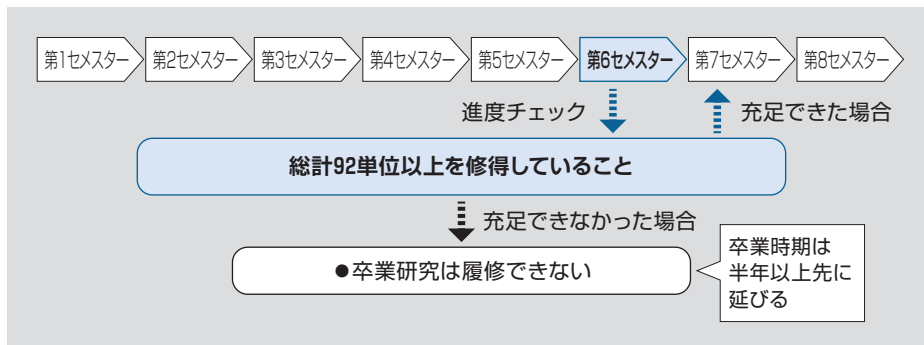 第1セメスター 第2セメスター 第3セメスター 第4セメスター 第5セメスター 第6セメスター 第7セメスター 第8セメスター
進度チェック
充足できた場合
総計92単位以上を修得していること
充足できなかった場合
●卒業研究は履修できない
卒業時期は
半年以上先に
延びる